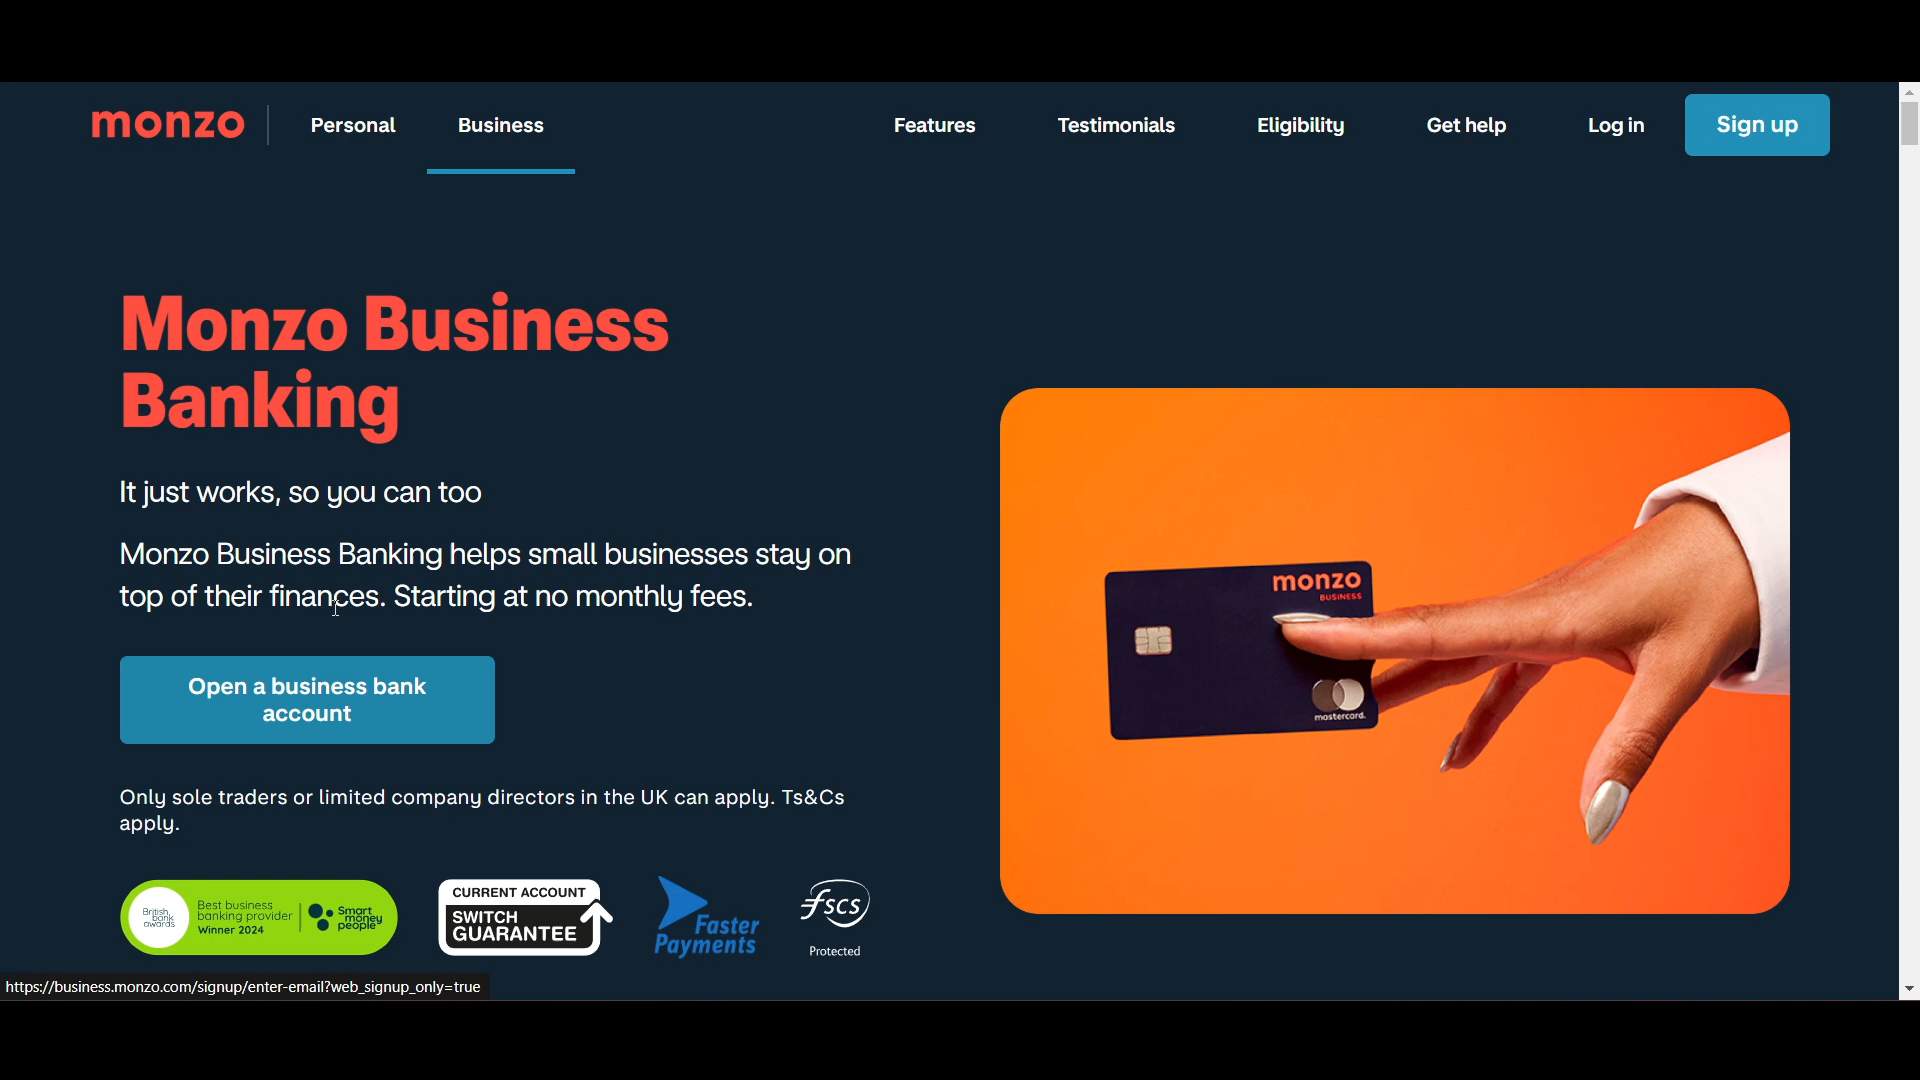 monzo
Personal
Business
Features
Testimonials
Eligibility
Get help
Log in
Sign up
Monzo Business
Banking
It just works, so you can too
Monzo Business Banking helps small businesses stay on
top of their finances. Starting at no monthly fees.
Open a business bank
account
Only sole traders or limited company directors in the UK can apply. Ts&Cs
apply.
British
bank
awards
Best business
banking provider
Winner 2024
Smart
money
people
CURRENT ACCOUNT
SWITCH
GUARANTEE
Faster
Payments
fscs
Protected
monzo
BUSINESS
mastercard.
https://business.monzo.com/signup/enter-email?web_signup_only=true